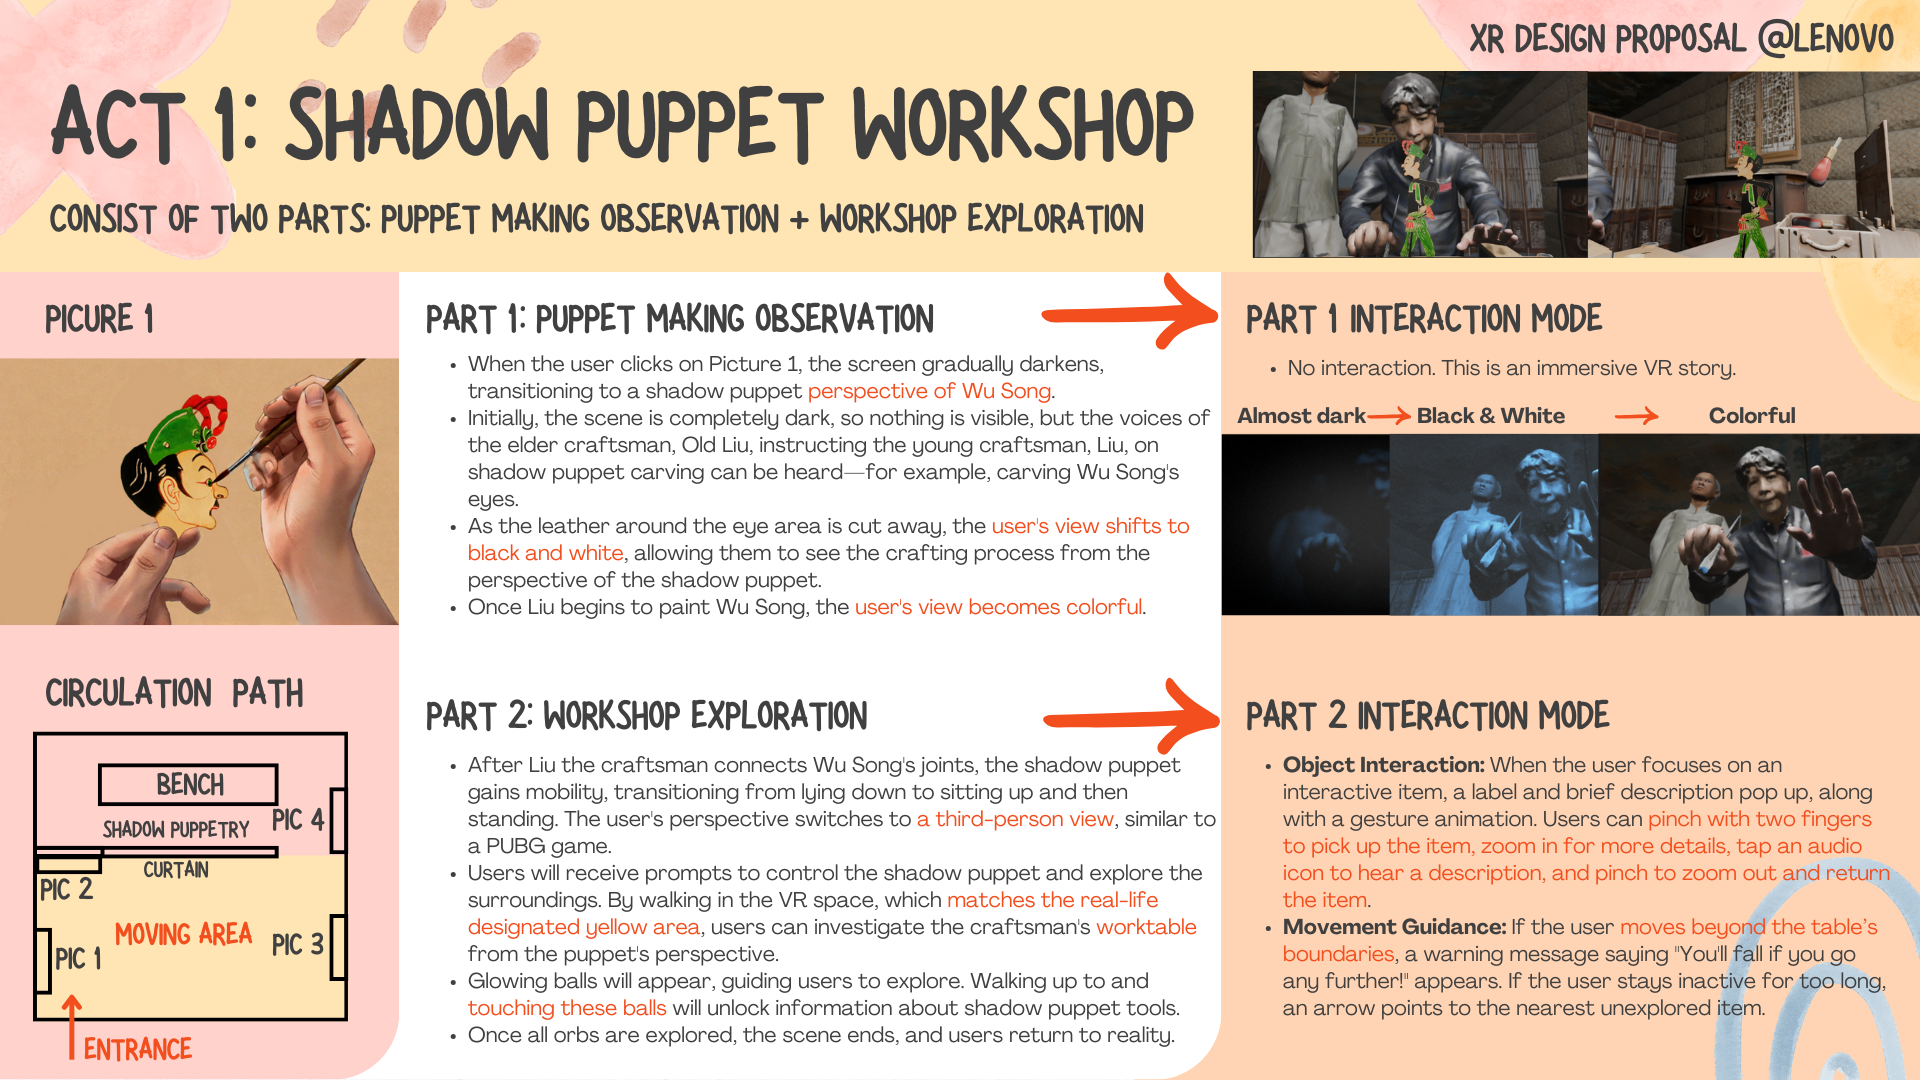 XR DESIGN PROPOSAL @LENOVO
ACT 1: SHADOW PUPPET WORKSHOP
CONSIST OF TWO PARTS: PUPPET MAKING OBSERVATION + WORKSHOP EXPLORATION
PICURE 1
CIRCULATION PATH
BENCH
PIC 4
SHADOW PUPPETRY
CURTAIN
PIC 2
MOVING AREA
PIC 3
PIC 1
ENTRANCE
PART 1: PUPPET MAKING OBSERVATION
• When the user clicks on Picture 1, the screen gradually darkens,
transitioning to a shadow puppet perspective of Wu Song.
• Initially, the scene is completely dark, so nothing is visible, but the voices of
the elder craftsman, Old Liu, instructing the young craftsman, Liu, on
shadow puppet carving can be heard—for example, carving Wu Song's
eyes.
• As the leather around the eye area is cut away, the user's view shifts to
black and white, allowing them to see the crafting process from the
perspective of the shadow puppet.
• Once Liu begins to paint Wu Song, the user's view becomes colorful.
PART 1 INTERACTION MODE
• No interaction. This is an immersive VR story.
Almost dark
Black & White
Colorful
PART 2: WORKSHOP EXPLORATION
• After Liu the craftsman connects Wu Song's joints, the shadow puppet
gains mobility, transitioning from lying down to sitting up and then
standing. The user's perspective switches to a third-person view, similar to
a PUBG game.
• Users will receive prompts to control the shadow puppet and explore the
surroundings. By walking in the VR space, which matches the real-life
designated yellow area, users can investigate the craftsman's worktable
from the puppet's perspective.
• Glowing balls will appear, guiding users to explore. Walking up to and
touching these balls will unlock information about shadow puppet tools.
• Once all orbs are explored, the scene ends, and users return to reality.
PART 2 INTERACTION MODE
• Object Interaction: When the user focuses on an
interactive item, a label and brief description pop up, along
with a gesture animation. Users can pinch with two fingers
to pick up the item, zoom in for more details, tap an audio
icon to hear a description, and pinch to zoom out and return
the item.
• Movement Guidance: If the user moves beyond the table’s
boundaries, a warning message saying "You'll fall if you go
any further!" appears. If the user stays inactive for too long,
an arrow points to the nearest unexplored item.